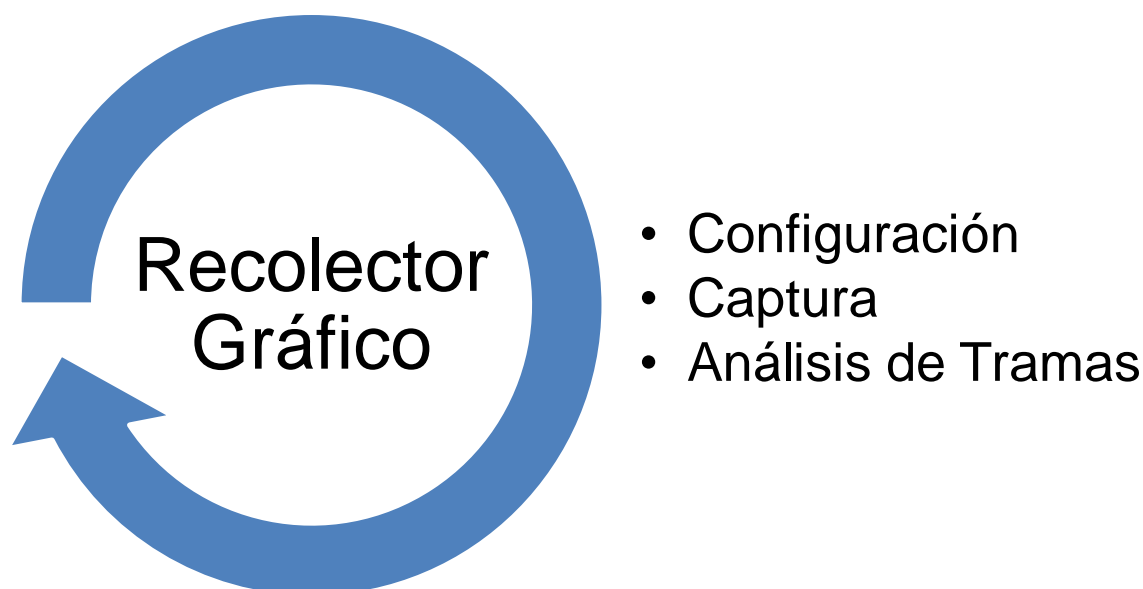 Recolector
Gráfico
• Configuración
• Captura
• Análisis de Tramas